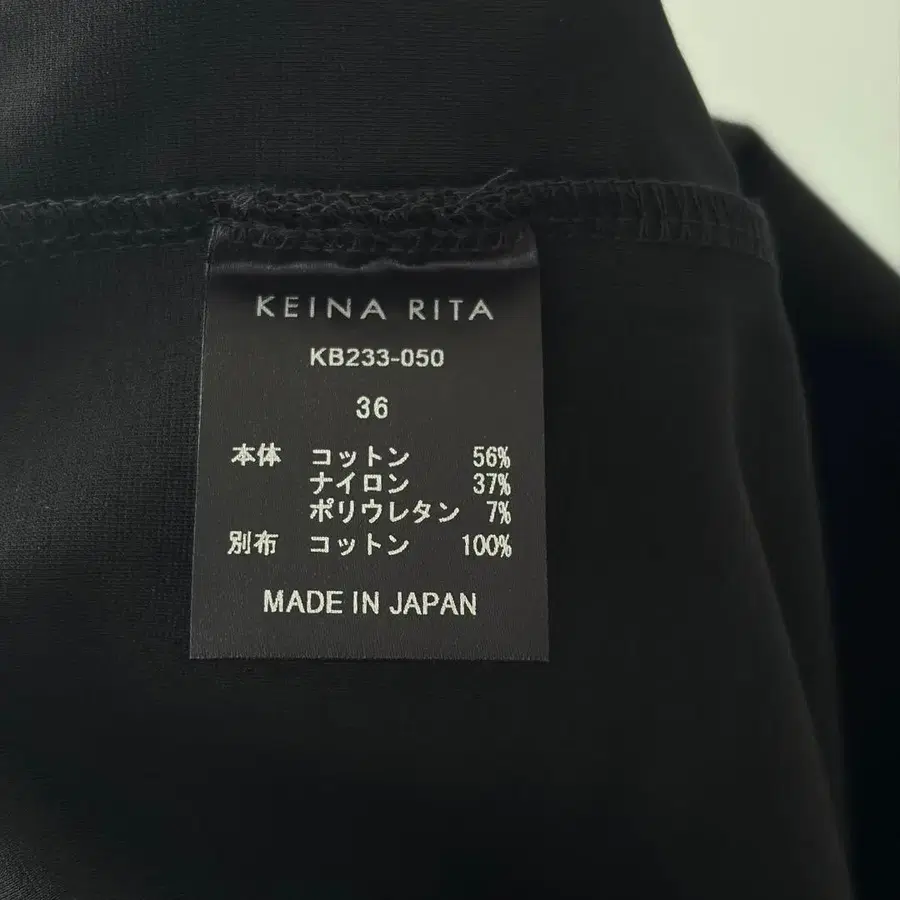 KEINA RITA
KB233-050
36
本体 コットン 56%
ナイロン 37%
ポリウレタン 7%
別布 コットン 100%
MADE IN JAPAN